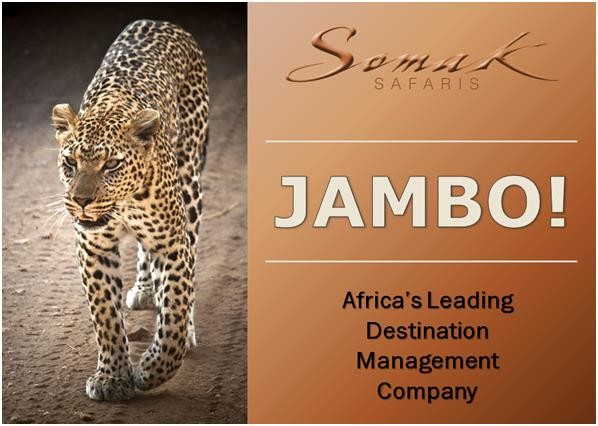 Somak
SAFARIS
JAMBO!
Africa's Leading
Destination
Management
Company